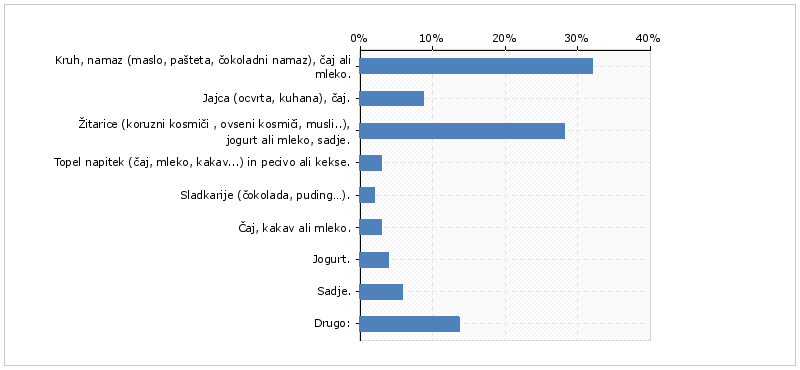 0% 10% 20% 30% 40%
Kruh, namaz (maslo, pašteta, čokoladni namaz), čaj ali
mleko.
Jajca (ocvrta, kuhana), čaj.
Žitarice (koruzni kosmiči , ovseni kosmiči, musli..),
jogurt ali mleko, sadje.
Topel napitek (čaj, mleko, kakav...) in pecivo ali kekse.
Sladkarije (čokolada, puding...).
Čaj, kakav ali mleko.
Jogurt.
Sadje.
Drugo: